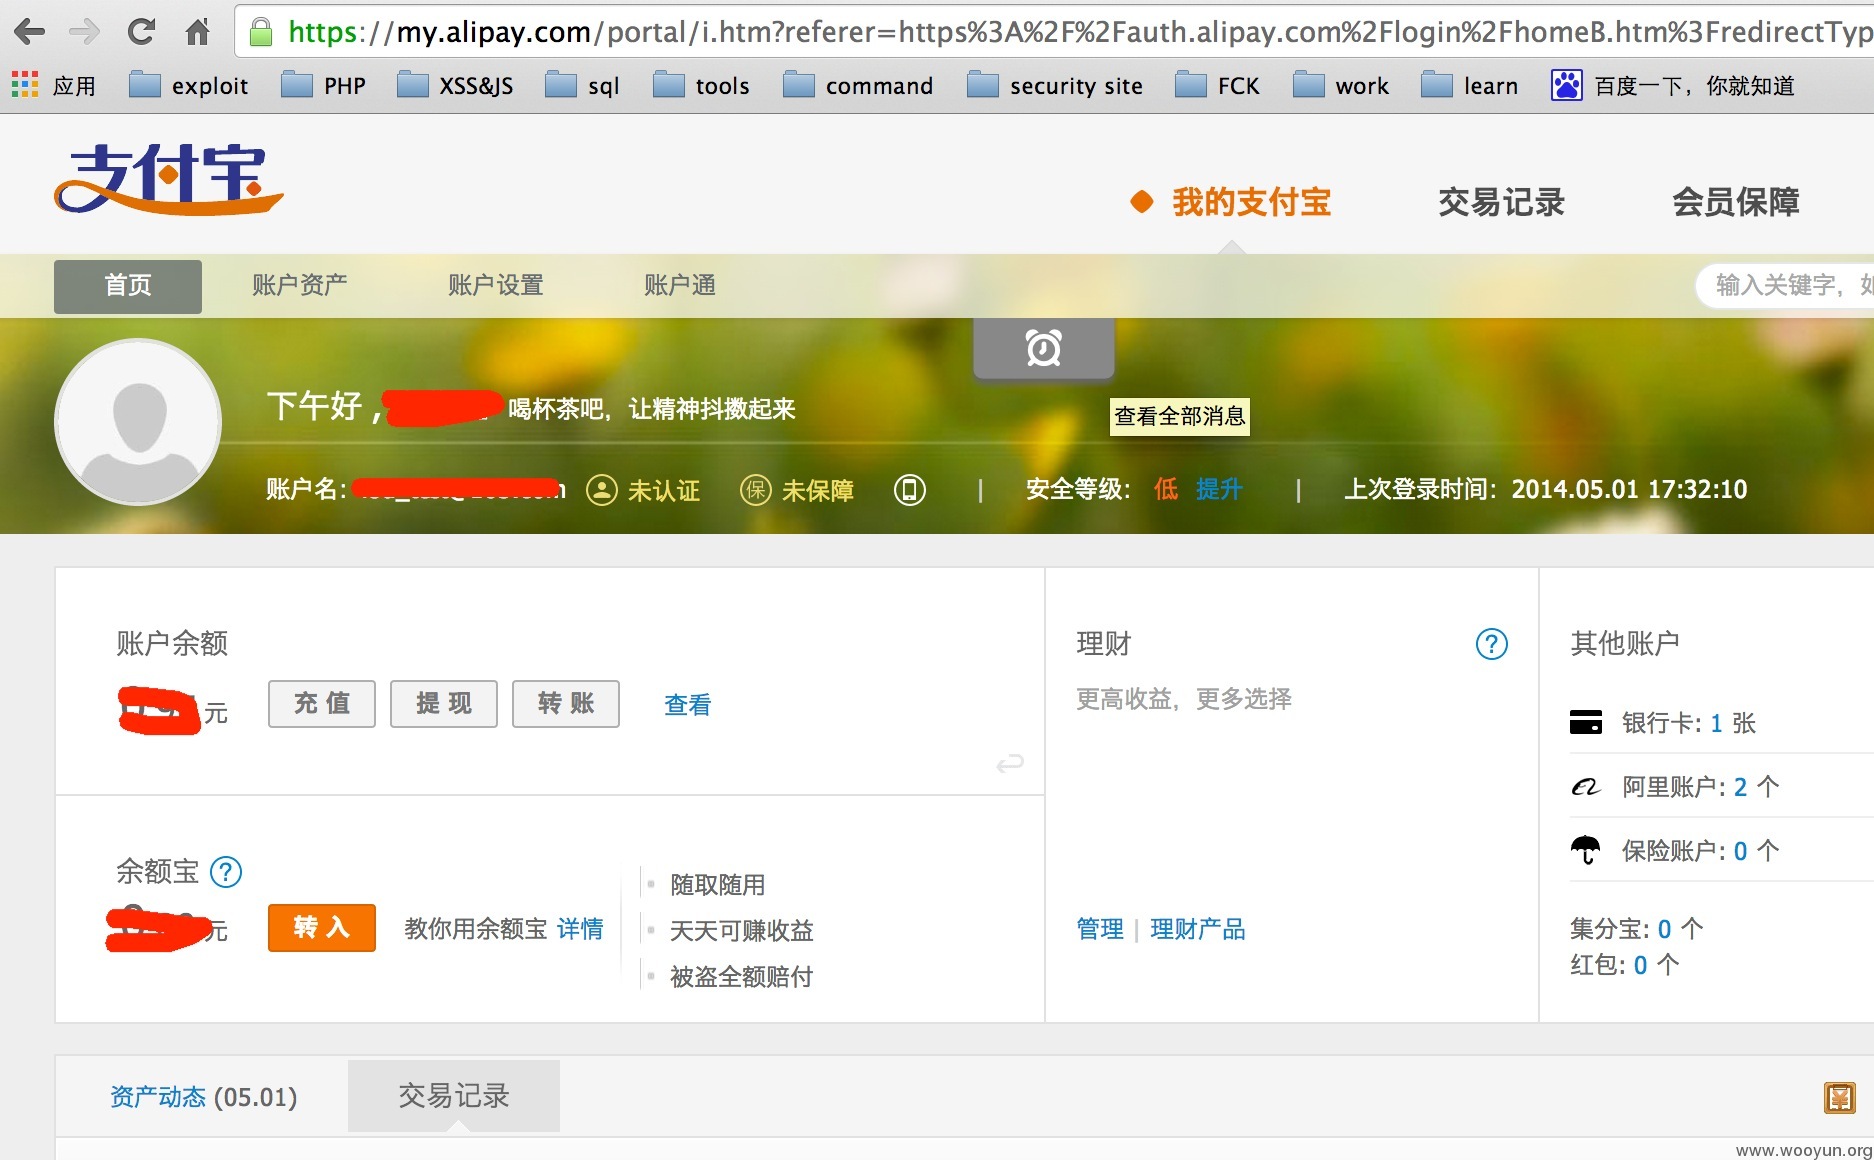 https://my.alipay.com/portal/i.htm?referer=https%3A%2F%2Fauth.alipay.com%2Flogin%2FhomeB.htm%3FredirectTyp
应用 exploit PHP XSS&JS sql tools command security site FCK work learn 百度一下，你就知道
支付宝
我的支付宝 交易记录 会员保障
首页 账户资产 账户设置 账户通 输入关键字，如
下午好 , 喝杯茶吧，让精神抖擞起来
查看全部消息
账户名: 未认证 保 未保障 | 安全等级: 低 提升 | 上次登录时间: 2014.05.01 17:32:10
账户余额
元 充值 提现 转账 查看
理财 ?
更高收益，更多选择
其他账户
银行卡: 1 张
阿里账户: 2 个
保险账户: 0 个
余额宝 ?
元 转入 教你用余额宝 详情
随取随用
天天可赚收益
被盗全额赔付
管理 | 理财产品
集分宝: 0 个
红包: 0 个
资产动态 (05.01) 交易记录
www.wooyun.org